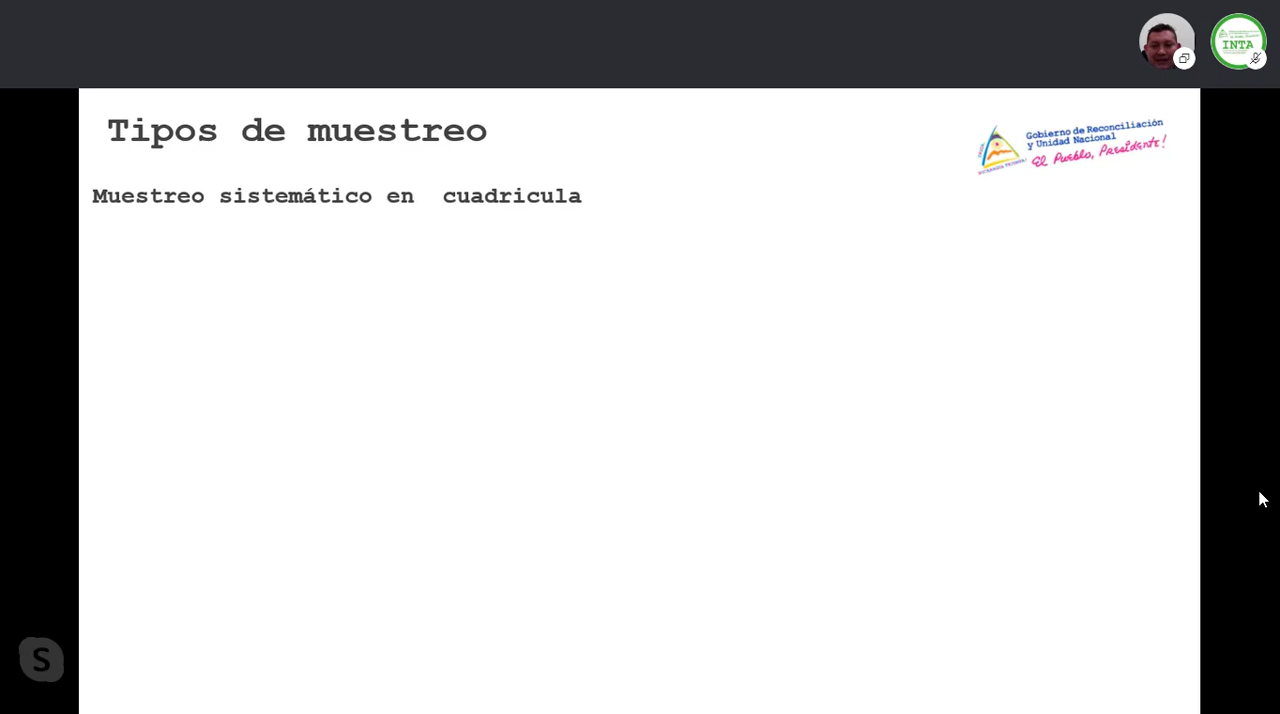 INTA
Tipos de muestreo
Gobierno de Reconciliación
y Unidad Nacional
El Pueblo, Presidente!
Muestreo sistemático en  cuadricula
S